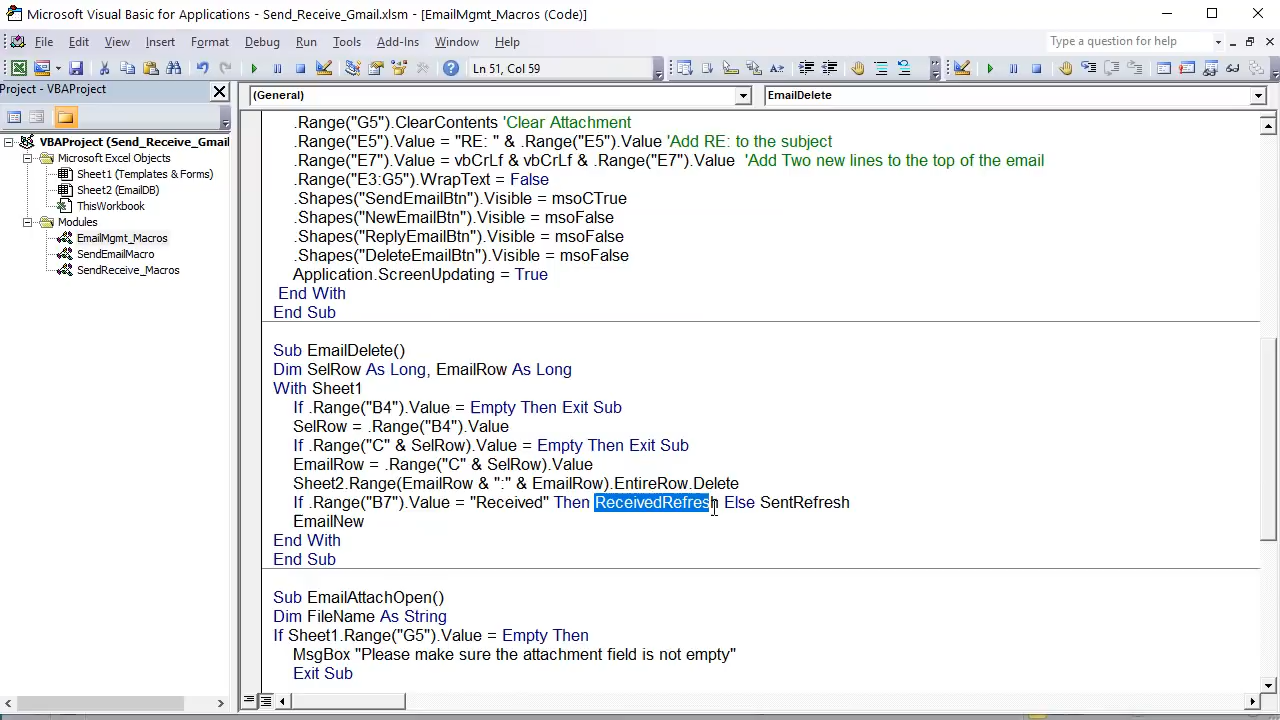 Microsoft Visual Basic for Applications - Send_Receive_Gmail.xlsm - [EmailMgmt_Macros (Code)]
File Edit View Insert Format Debug Run Tools Add-Ins Window Help
Type a question for help
Ln 51, Col 59
Project - VBAProject
(General)
EmailDelete
VBAProject (Send_Receive_Gmail
Microsoft Excel Objects
Sheet1 (Templates & Forms)
Sheet2 (EmailDB)
ThisWorkbook
Modules
EmailMgmt_Macros
SendEmailMacro
SendReceive_Macros
.Range("G5").ClearContents 'Clear Attachment
.Range("E5").Value = "RE: " & .Range("E5").Value 'Add RE: to the subject
.Range("E7").Value = vbCrLf & vbCrLf & .Range("E7").Value 'Add Two new lines to the top of the email
.Range("E3:G5").WrapText = False
.Shapes("SendEmailBtn").Visible = msoCTrue
.Shapes("NewEmailBtn").Visible = msoFalse
.Shapes("ReplyEmailBtn").Visible = msoFalse
.Shapes("DeleteEmailBtn").Visible = msoFalse
Application.ScreenUpdating = True
End With
End Sub
Sub EmailDelete()
Dim SelRow As Long, EmailRow As Long
With Sheet1
If .Range("B4").Value = Empty Then Exit Sub
SelRow = .Range("B4").Value
If .Range("C" & SelRow).Value = Empty Then Exit Sub
EmailRow = .Range("C" & SelRow).Value
Sheet2.Range(EmailRow & ":" & EmailRow).EntireRow.Delete
If .Range("B7").Value = "Received" Then ReceivedRefresh Else SentRefresh
EmailNew
End With
End Sub
Sub EmailAttachOpen()
Dim FileName As String
If Sheet1.Range("G5").Value = Empty Then
MsgBox "Please make sure the attachment field is not empty"
Exit Sub